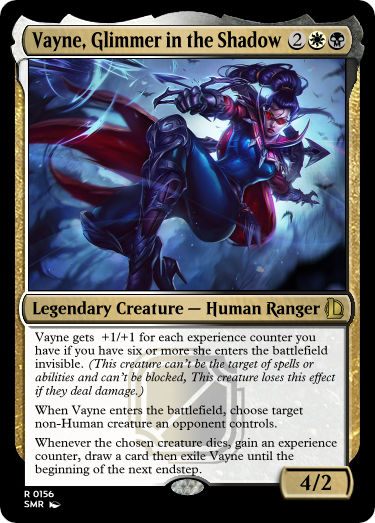 Vayne, Glimmer in the Shadow 2
Legendary Creature — Human Ranger
Vayne gets +1/+1 for each experience counter you
have if you have six or more she enters the battlefield
invisible. (This creature can't be the target of spells or
abilities and can't be blocked, This creature loses this effect
if they deal damage.)
When Vayne enters the battlefield, choose target
non-Human creature an opponent controls.
Whenever the chosen creature dies, gain an experience
counter, draw a card then exile Vayne until the
beginning of the next endstep.
4/2
R 0156
SMR